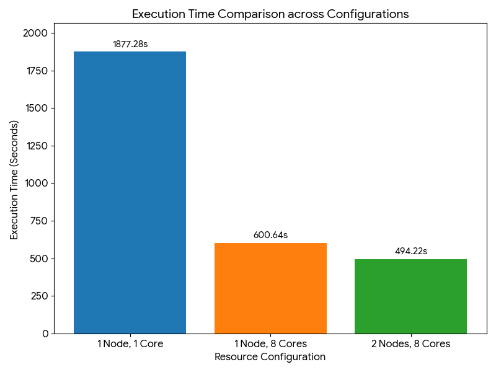 Execution Time Comparison across Configurations
Execution Time (Seconds)
2000
1750
1500
1250
1000
750
500
250
0
1877.28s
600.64s
494.22s
1 Node, 1 Core
1 Node, 8 Cores
2 Nodes, 8 Cores
Resource Configuration